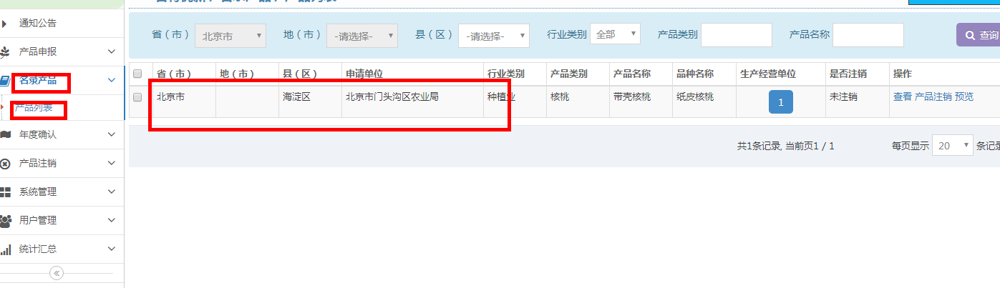 通知公告
产品申报
名录产品
产品列表
年度确认
产品注销
系统管理
用户管理
统计汇总
省（市） 北京市 地（市） -请选择- 县（区） -请选择- 行业类别 全部 产品类别 产品名称 查询
省（市） 地（市） 县（区） 申请单位 行业类别 产品类别 产品名称 品种名称 生产经营单位 是否注销 操作
北京市 海淀区 北京市门头沟区农业局 种植业 核桃 带壳核桃 纸皮核桃 1 未注销 查看 产品注销 预览
共1条记录, 当前页1 / 1 每页显示 20 条记录